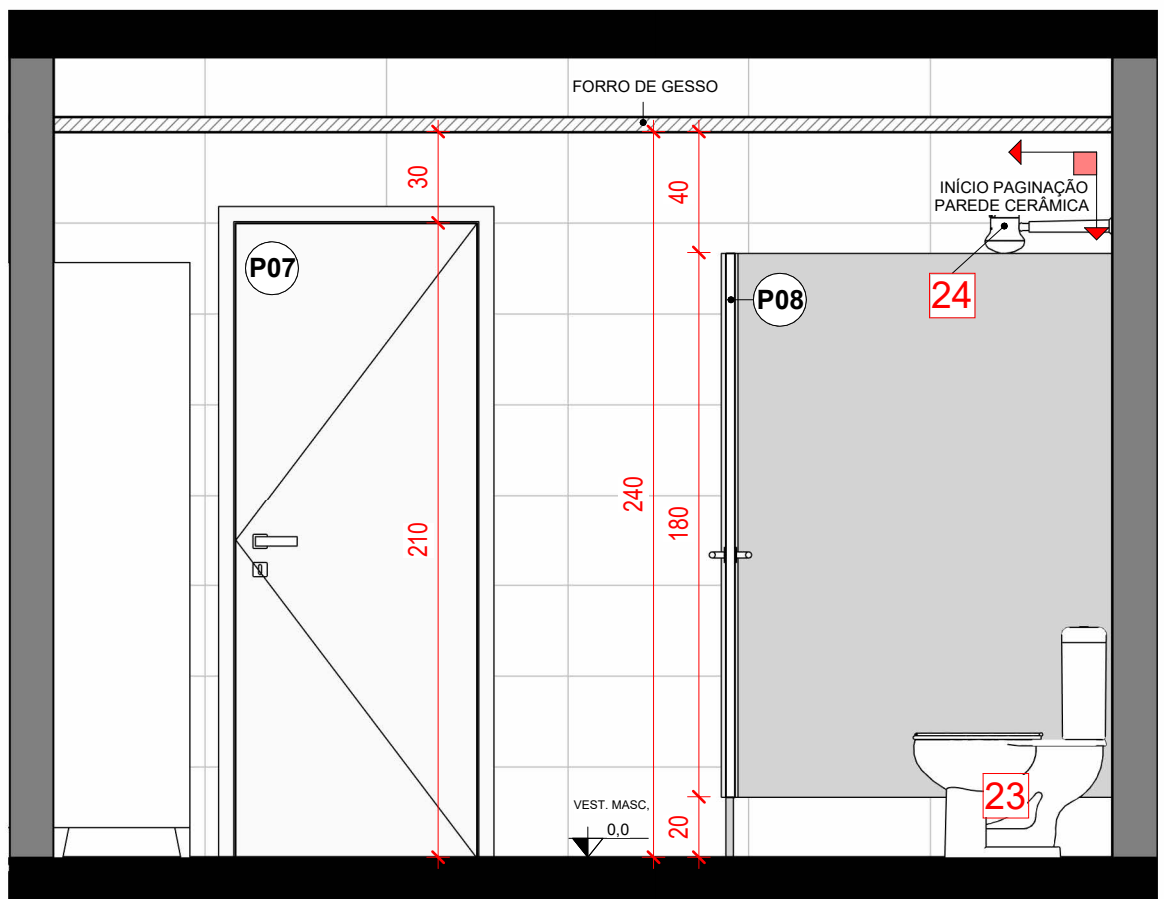 FORRO DE GESSO
30
40
INÍCIO PAGINAÇÃO
PAREDE CERÂMICA
P07
24
P08
240
180
210
VEST. MASC,
0,0
20
23